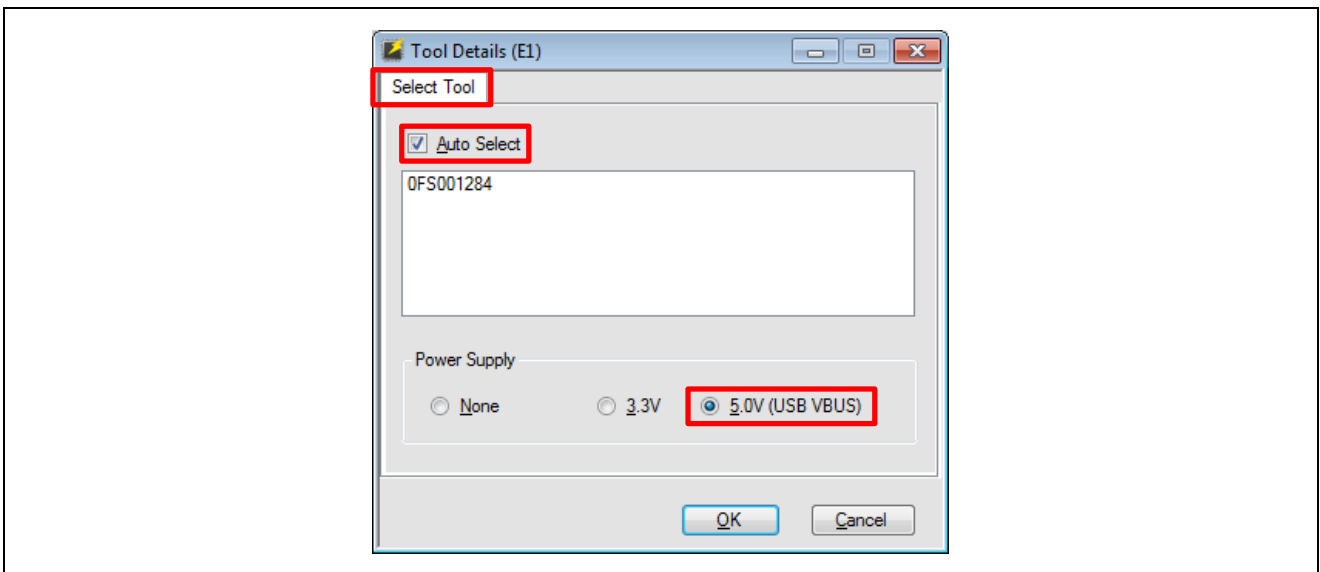 Tool Details (E1)
Select Tool
Auto Select
0FS001284
Power Supply
None 3.3V 5.0V (USB VBUS)
OK Cancel